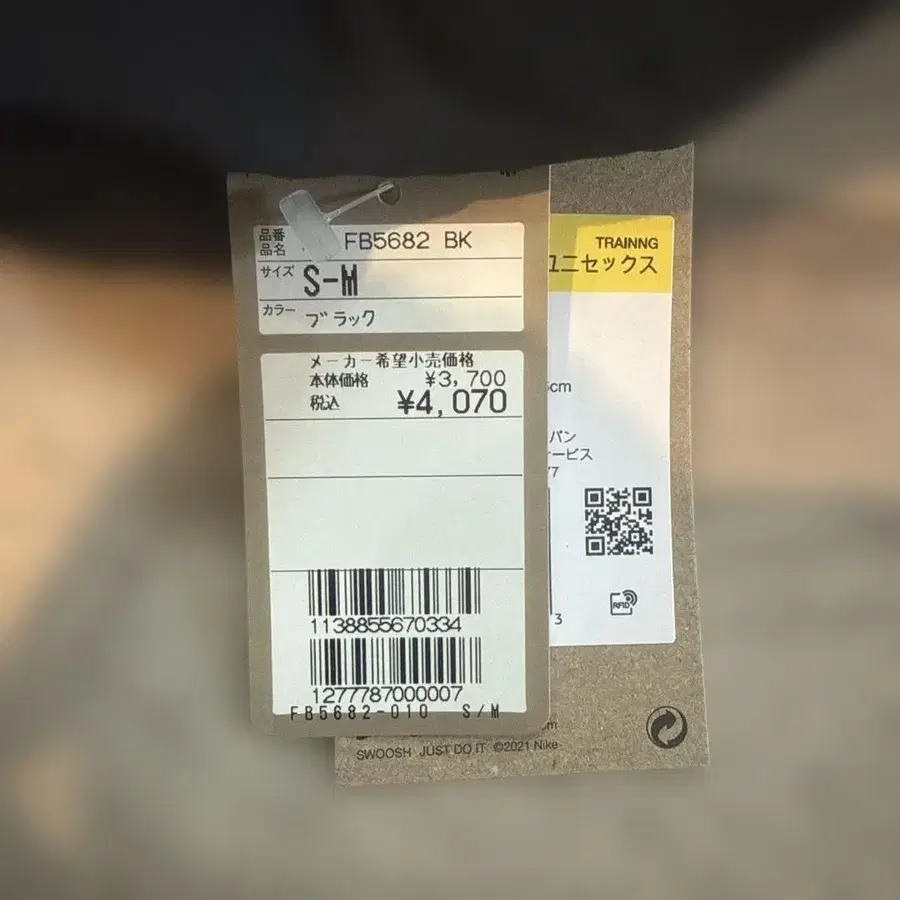 品番 FB5682 BK
品名
サイズ S-M
カラー ブラック
メーカー希望小売価格
本体価格 ¥3,700
税込 ¥4,070
1138855670334
1277787000007
FB5682-010 S/M
TRAINNG
ユニセックス
cm
パン
ービス
7
RFID
3
SWOOSH JUST DO IT ©2021 Nike